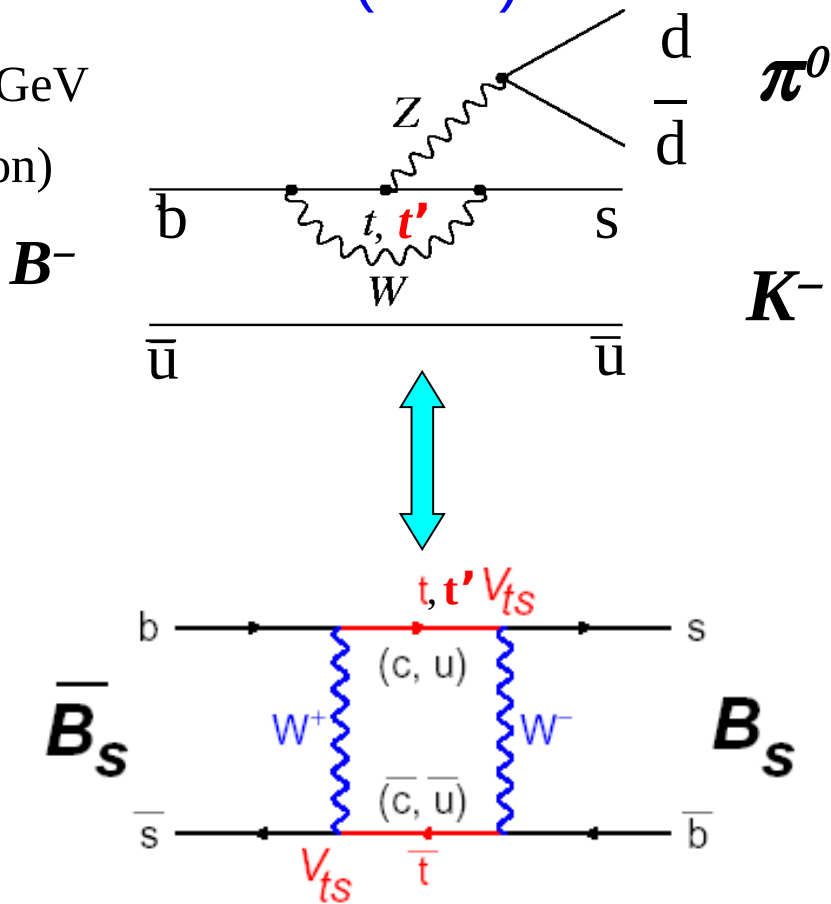 ( )
GeV
d
π⁰
Z
d̅
on)
b
t, t′
s
B⁻
W
K⁻
u̅
u̅
t, t′ V_ts
b
s
(c, u)
B̅_s
W⁺
W⁻
B_s
(c̅, u̅)
s̅
b̅
V_ts
t̅